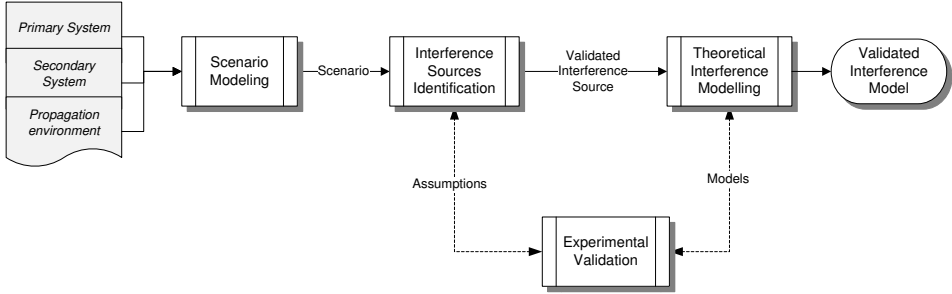 Primary System
Secondary
System
Propagation
environment
Scenario
Modeling
Scenario
Interference
Sources
Identification
Validated
Interference
Source
Theoretical
Interference
Modelling
Validated
Interference
Model
Assumptions
Models
Experimental
Validation